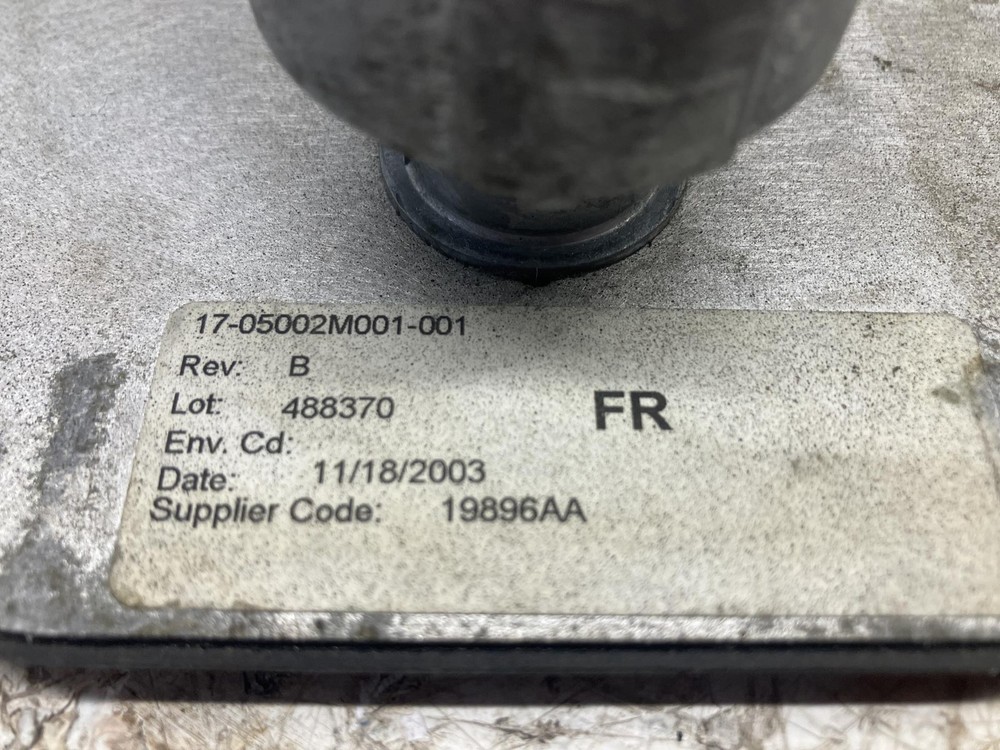 17-05002M001-001
Rev: B
Lot: 488370
FR
Env. Cd:
Date: 11/18/2003
Supplier Code: 19896AA